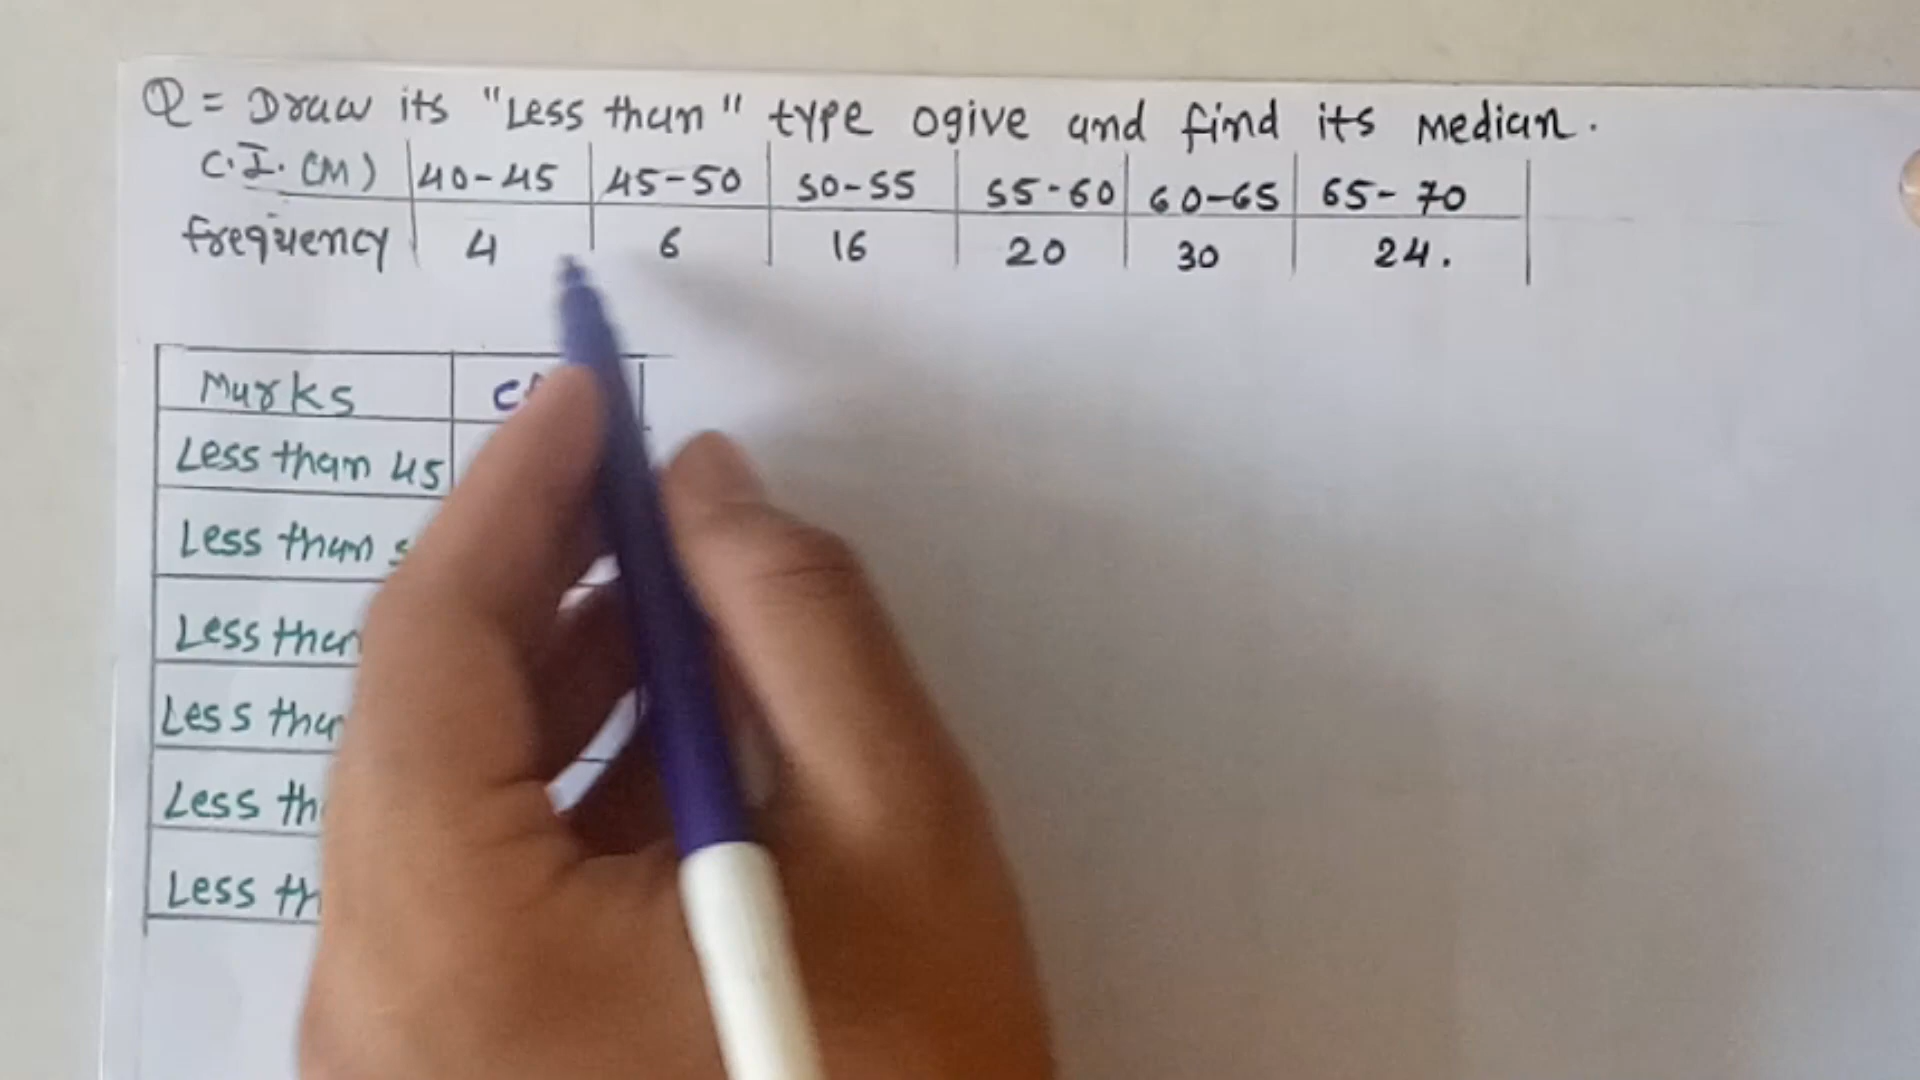 Q = Draw its "Less than" type ogive and find its median.
C.I. (M) 40-45 45-50 50-55 55-60 60-65 65-70
frequency 4 6 16 20 30 24.
Marks
Less than 45
Less than
Less than
Less
Less
Less